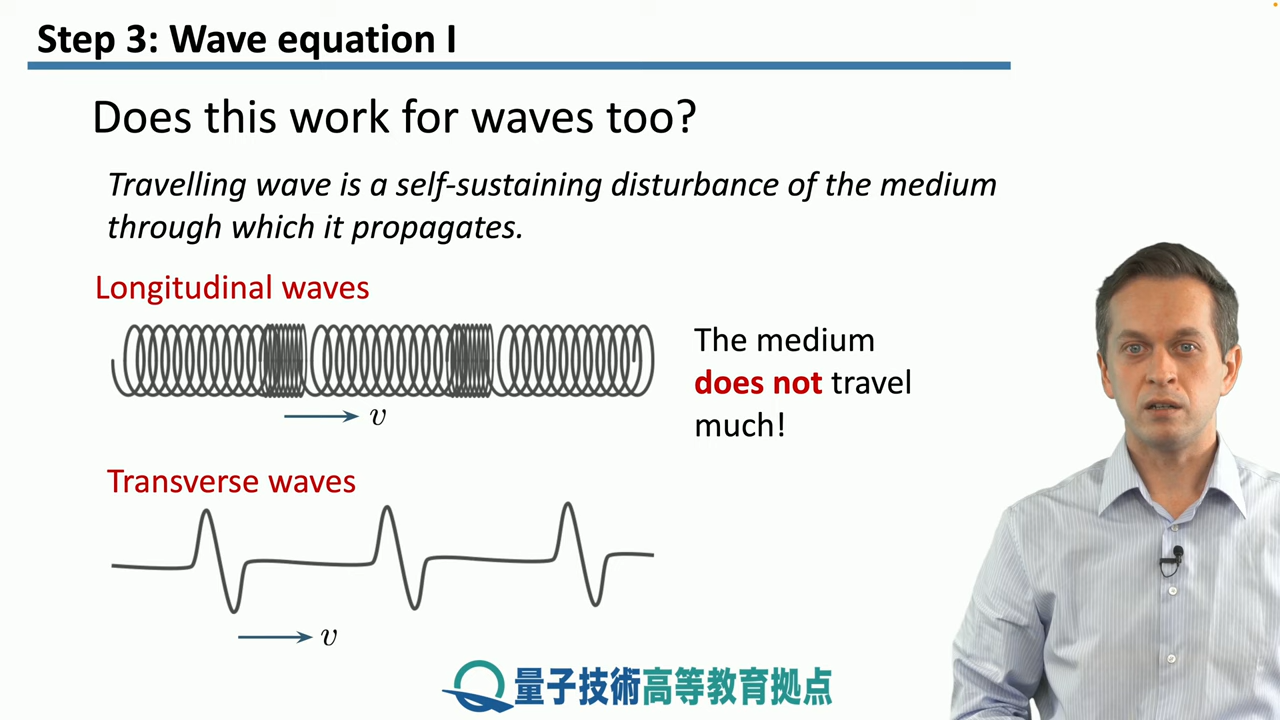 Step 3: Wave equation I
Does this work for waves too?
Travelling wave is a self-sustaining disturbance of the medium
through which it propagates.
Longitudinal waves
The medium
does not travel
much!
v
Transverse waves
v
量子技術高等教育拠点